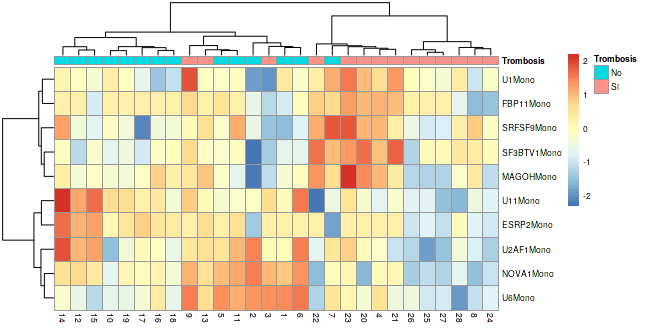 Trombosis
U1Mono
FBP11Mono
SRFSF9Mono
SF3BTV1Mono
MAGOHMono
U11Mono
ESRP2Mono
U2AF1Mono
NOVA1Mono
U6Mono
14 12 15 10 19 17 16 18 9 13 5 11 2 3 1 6 22 7 23 20 4 21 26 25 27 28 8 24
2
1
0
-1
-2
Trombosis
No
SI